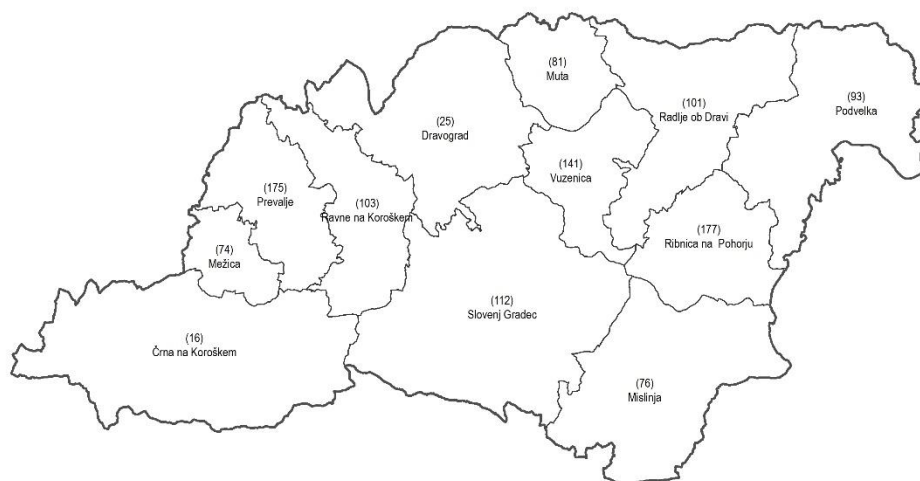 (81)
Muta
(101)
Radlje ob Dravi
(93)
Podvelka
(25)
Dravograd
(141)
Vuzenica
(175)
Prevalje
(103)
Ravne na Koroškem
(177)
Ribnica na Pohorju
(74)
Mežica
(112)
Slovenj Gradec
(16)
Črna na Koroškem
(76)
Mislinja